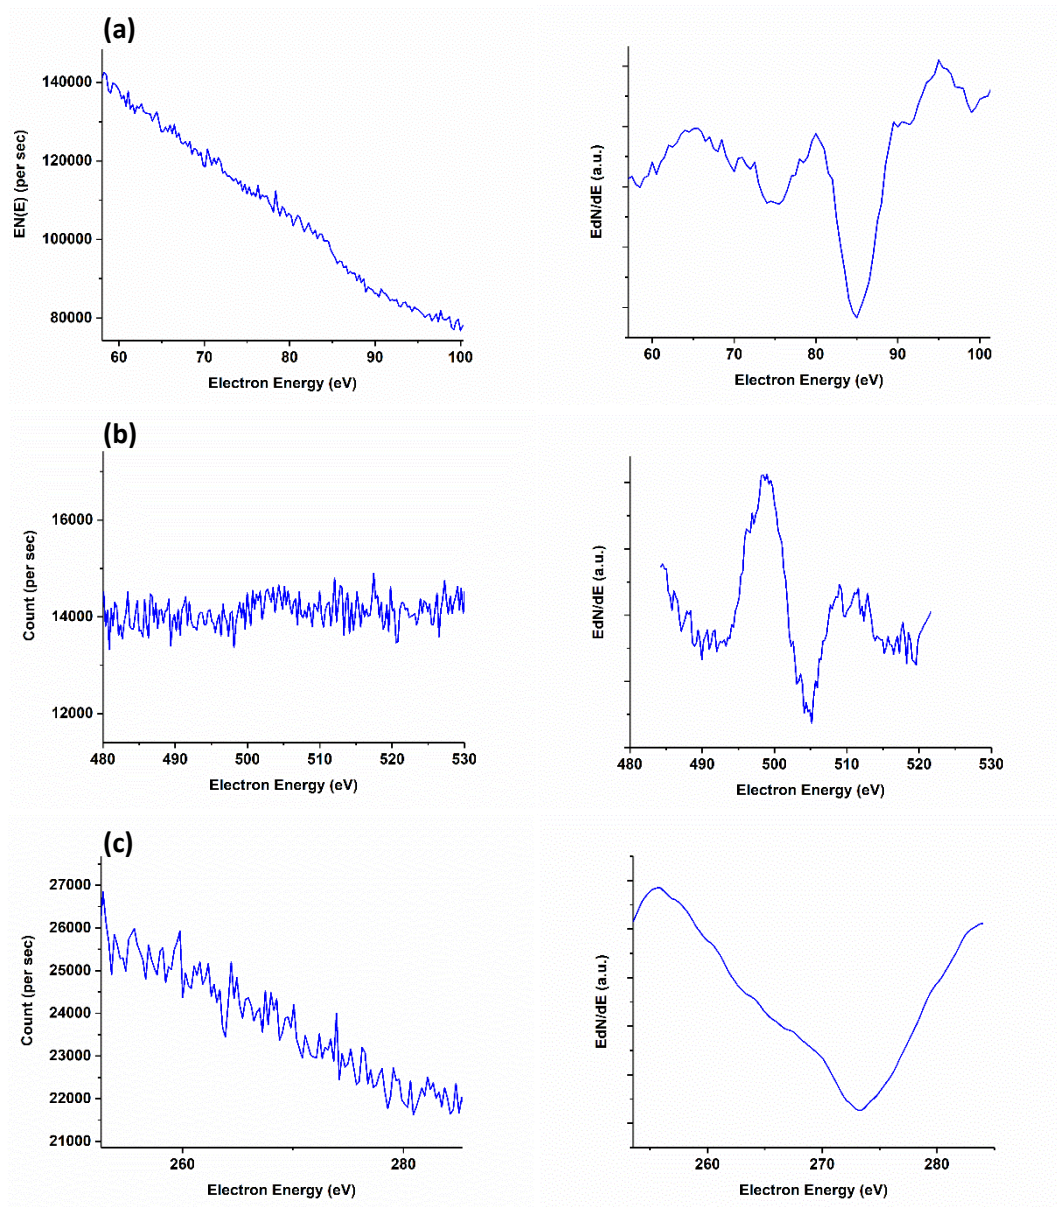 (a)
EN(E) (per sec)
140000
120000
100000
80000
60 70 80 90 100
Electron Energy (eV)
EdN/dE (a.u.)
60 70 80 90 100
Electron Energy (eV)
(b)
Count (per sec)
16000
14000
12000
480 490 500 510 520 530
Electron Energy (eV)
EdN/dE (a.u.)
480 490 500 510 520 530
Electron Energy (eV)
(c)
Count (per sec)
27000
26000
25000
24000
23000
22000
21000
260 280
Electron Energy (eV)
EdN/dE (a.u.)
260 270 280
Electron Energy (eV)